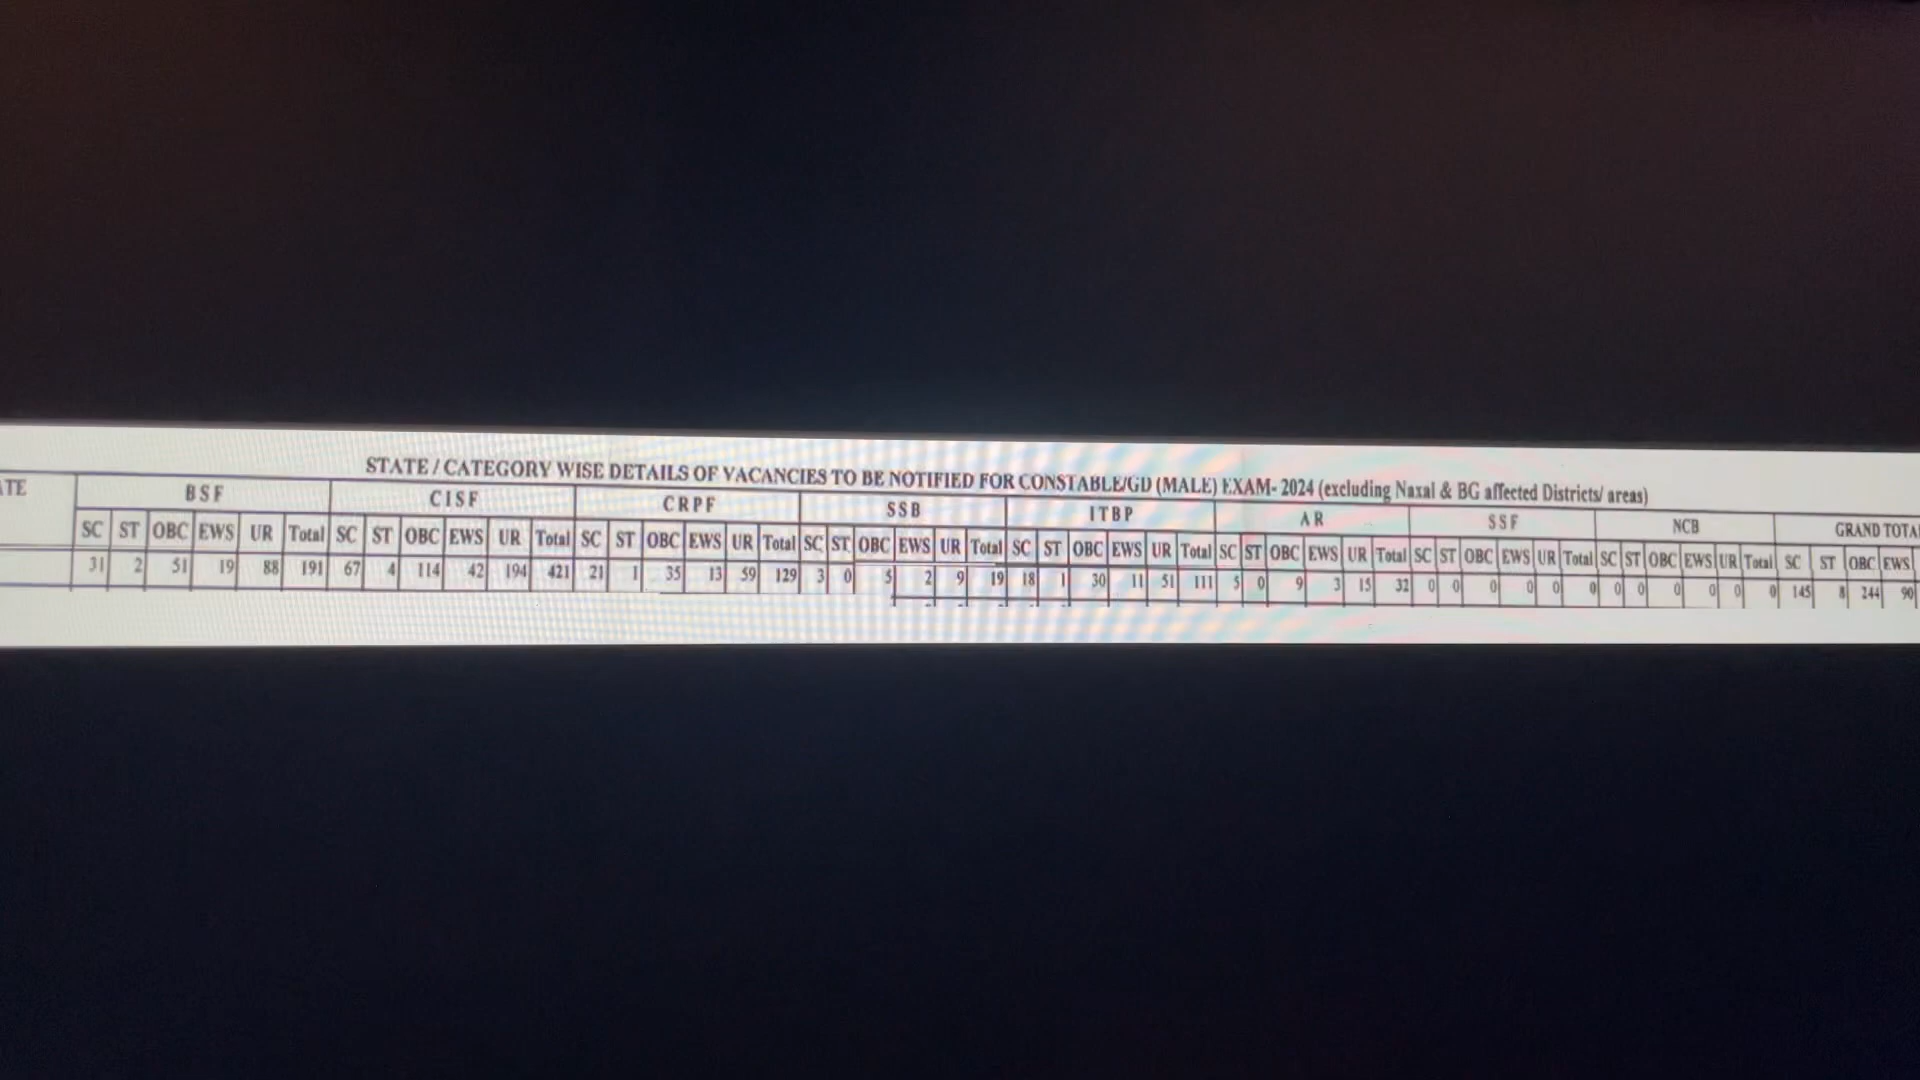 STATE / CATEGORY WISE DETAILS OF VACANCIES TO BE NOTIFIED FOR CONSTABLE/GD (MALE) EXAM- 2024 (excluding Naxal & BG affected Districts/ areas)
ATE BSF CISF CRPF SSB ITBP AR SSF NCB GRAND TOTAL
SC ST OBC EWS UR Total SC ST OBC EWS UR Total SC ST OBC EWS UR Total SC ST OBC EWS UR Total SC ST OBC EWS UR Total SC ST OBC EWS UR Total SC ST OBC EWS UR Total SC ST OBC EWS UR Total SC ST OBC EWS
31 2 51 19 88 191 67 4 114 42 194 421 21 1 35 13 59 129 3 0 5 2 9 19 18 1 30 11 51 111 5 0 9 3 15 32 0 0 0 0 0 0 0 0 0 0 0 0 145 8 244 90